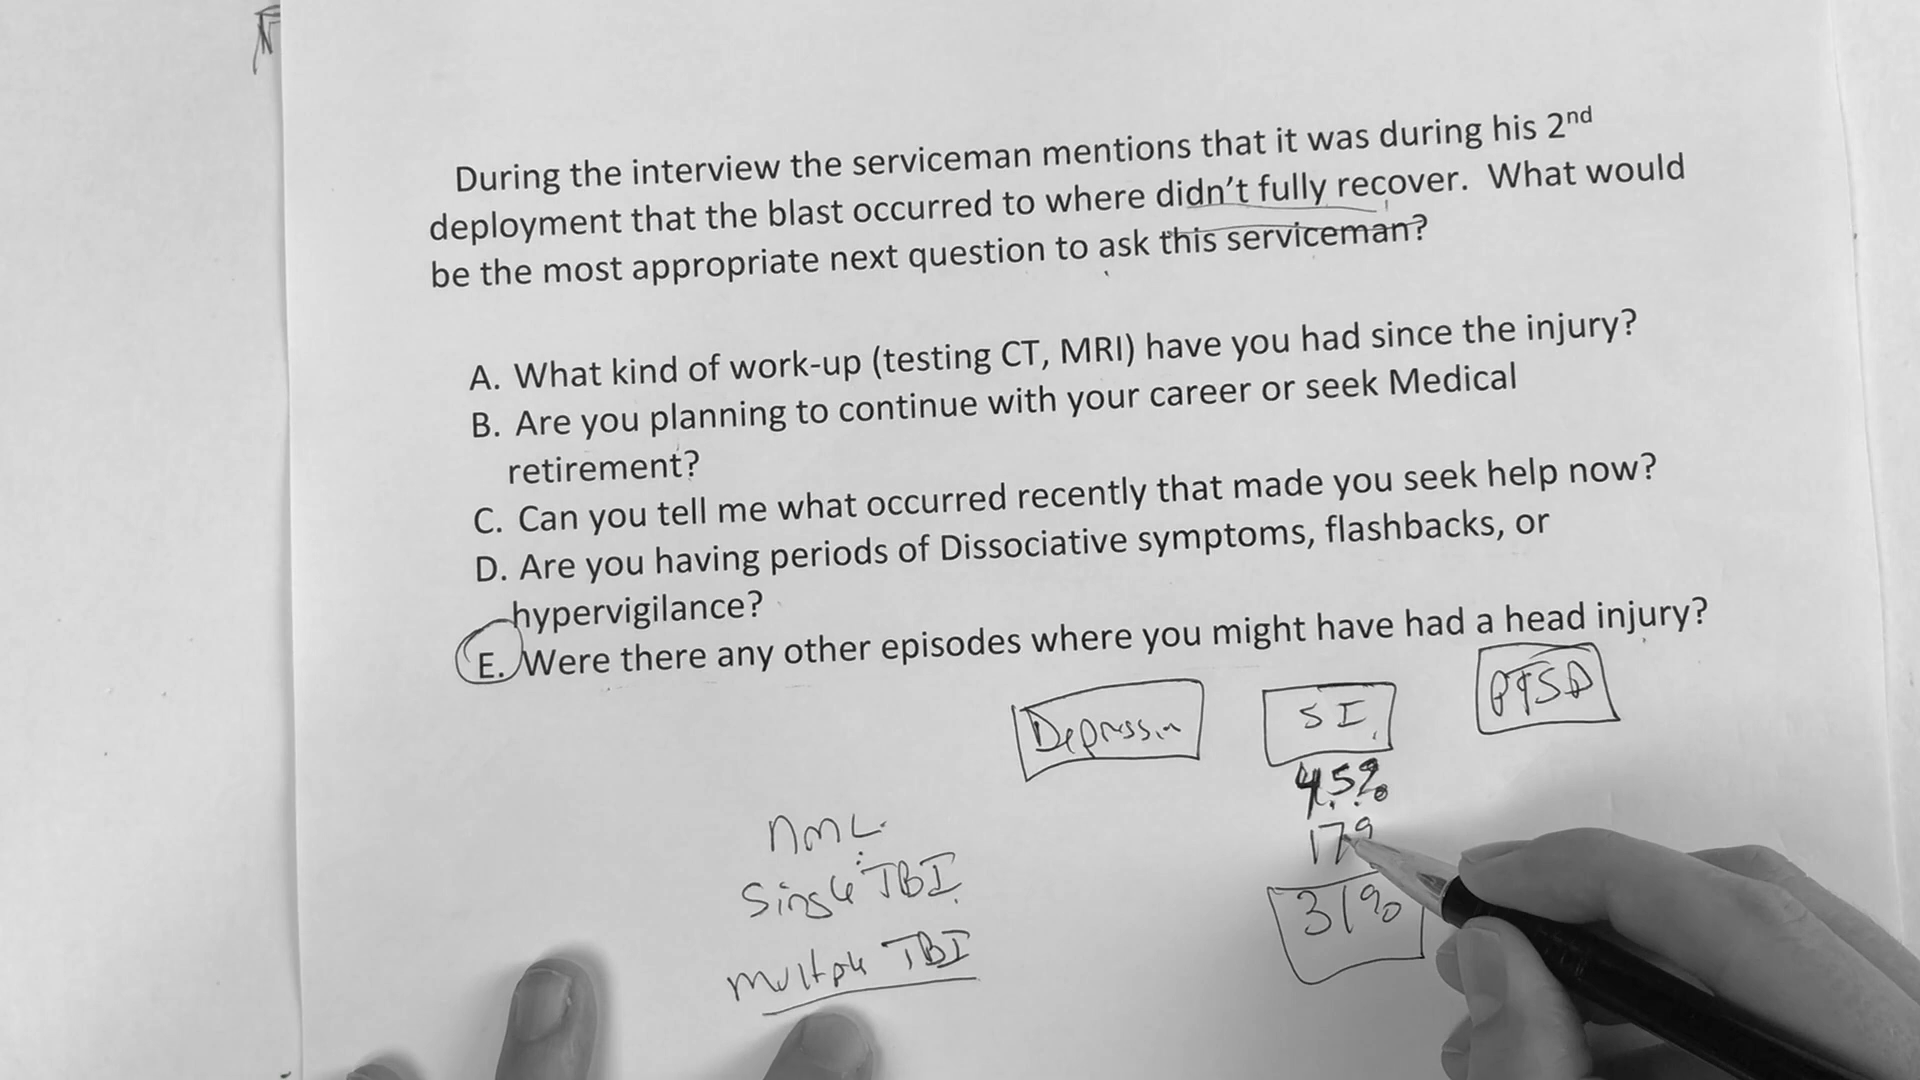 During the interview the serviceman mentions that it was during his 2nd
deployment that the blast occurred to where didn't fully recover. What would
be the most appropriate next question to ask this serviceman?
A. What kind of work-up (testing CT, MRI) have you had since the injury?
B. Are you planning to continue with your career or seek Medical
retirement?
C. Can you tell me what occurred recently that made you seek help now?
D. Are you having periods of Dissociative symptoms, flashbacks, or
hypervigilance?
E. Were there any other episodes where you might have had a head injury?
Depression SI PTSD
4.5%
NML 17%
Single TBI
31%
multiple TBI